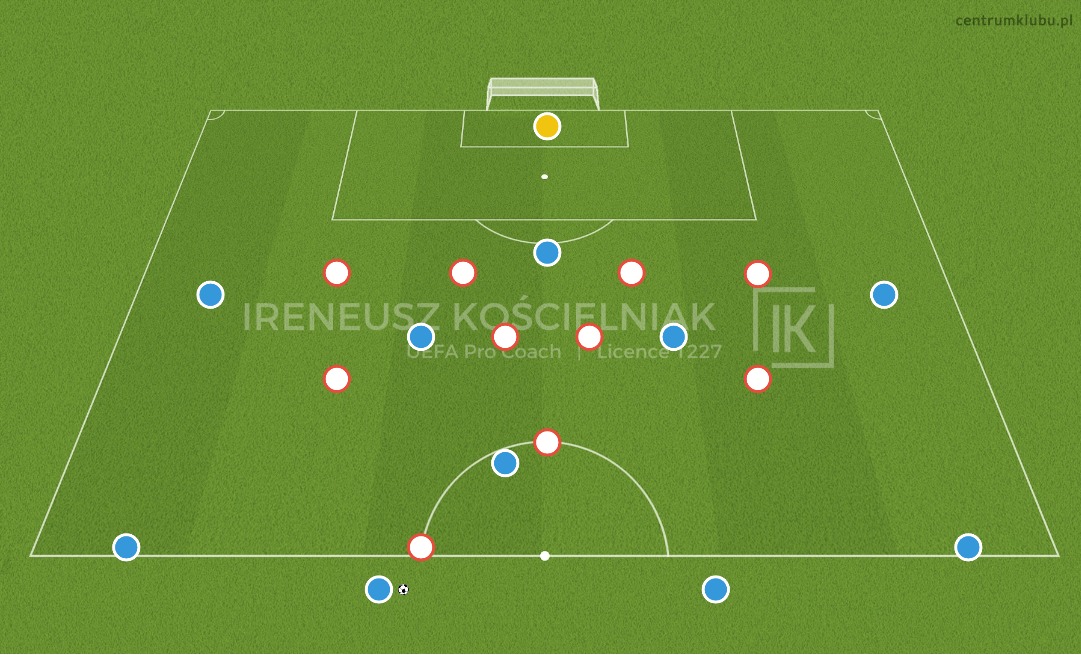 centrumklubu.pl
IRENEUSZ KOŚCIELNIAK
IK
UEFA Pro Coach | Licence 1227